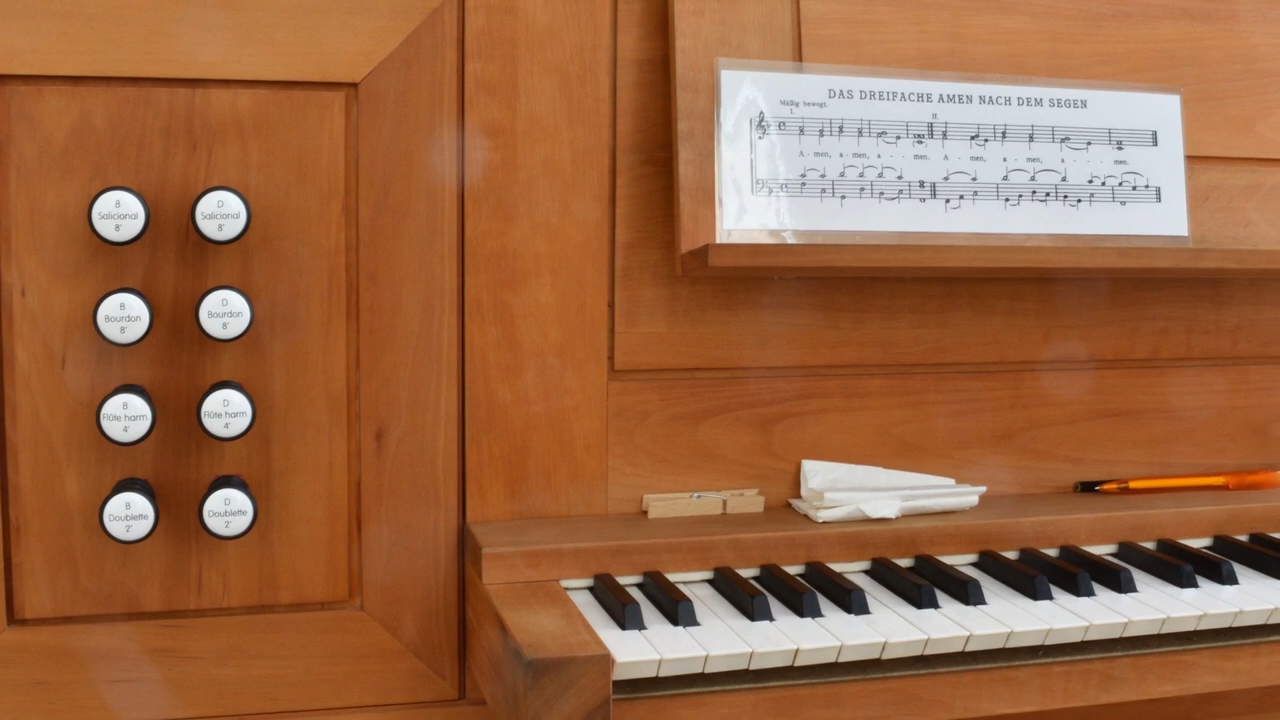 DAS DREIFACHE AMEN NACH DEM SEGEN
Mäßig bewegt.
I.
II.
A - men, a - men, a - - men. A - men, a - men, a - - - - men.
B
Salicional
8'
D
Salicional
8'
B
Bourdon
8'
D
Bourdon
8'
B
Flûte harm.
4'
D
Flûte harm.
4'
B
Doublette
2'
D
Doublette
2'